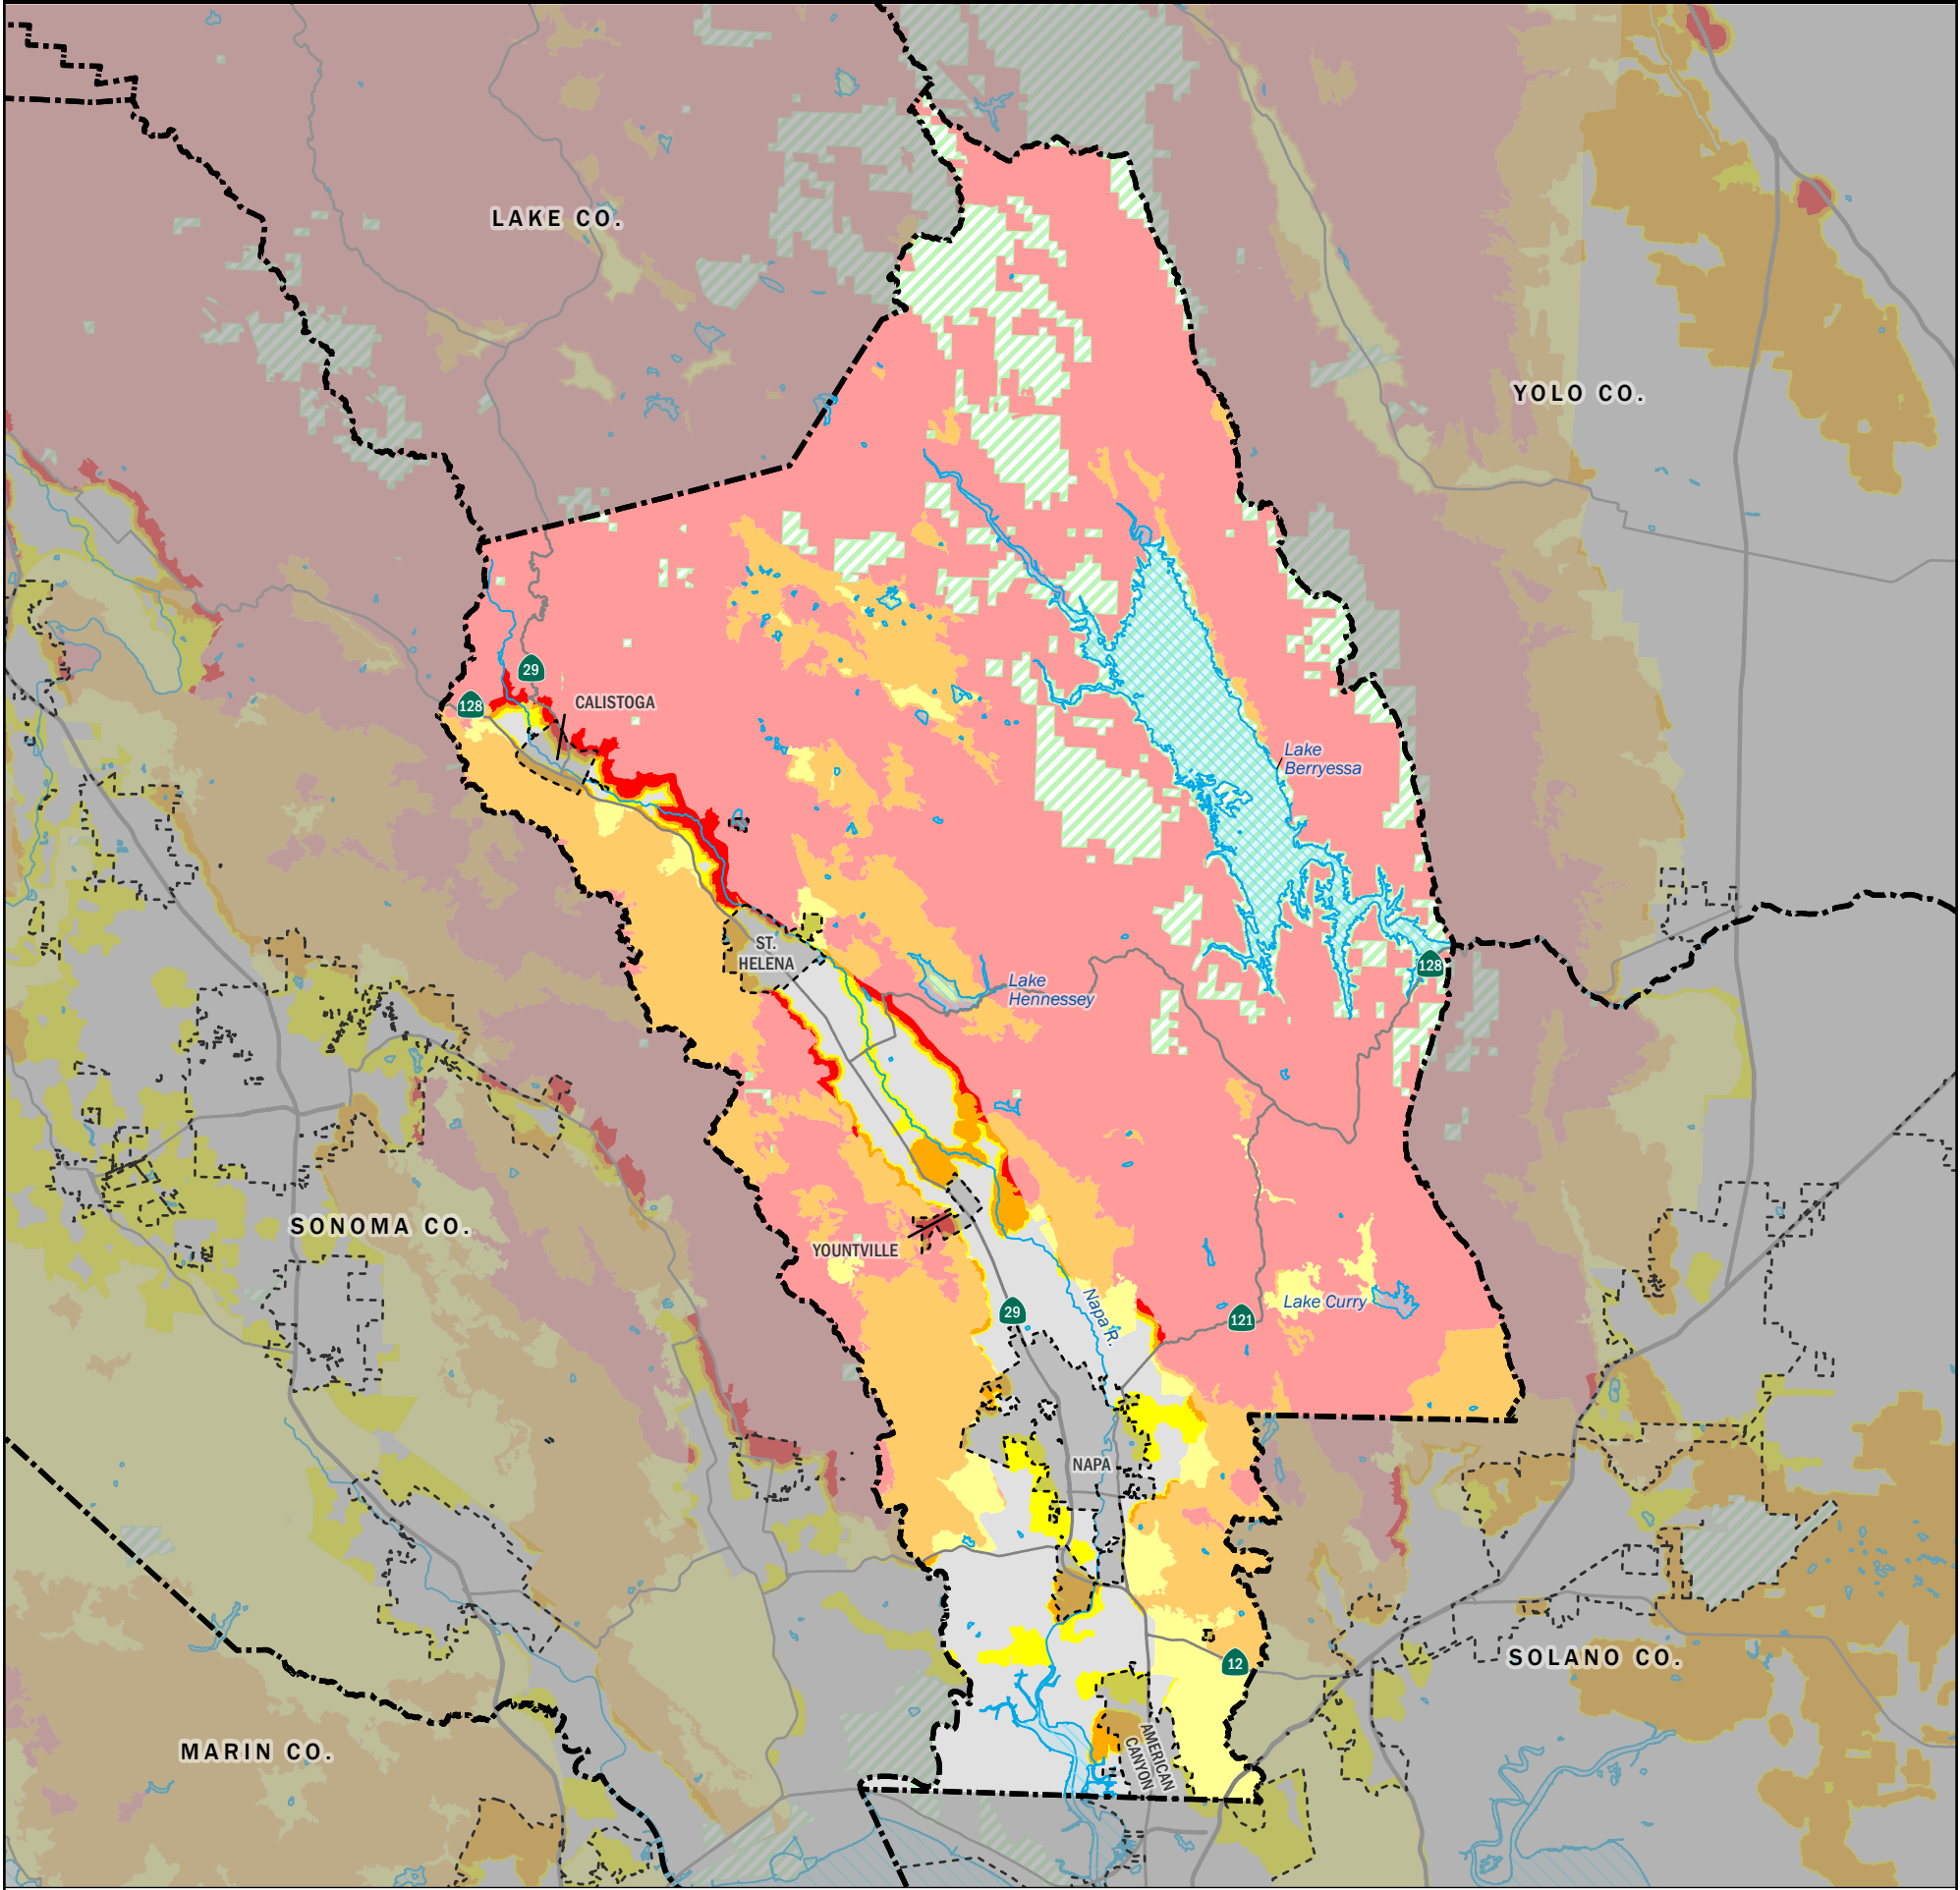 LAKE CO.
YOLO CO.
29
128
CALISTOGA
Lake
Berryessa
ST.
HELENA
128
Lake
Hennessey
SONOMA CO.
YOUNTVILLE
Napa R.
29
121
Lake Curry
NAPA
12
SOLANO CO.
MARIN CO.
AMERICAN
CANYON